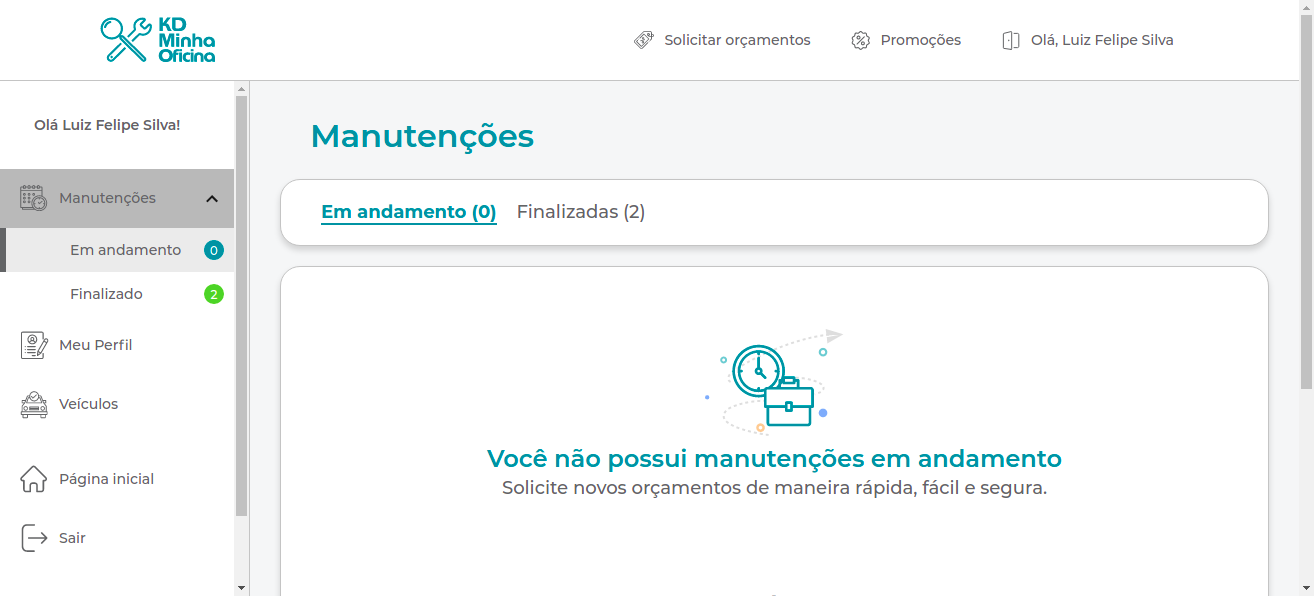 KD
Minha
Oficina
Solicitar orçamentos
Promoções
Olá, Luiz Felipe Silva
Olá Luiz Felipe Silva!
Manutenções
Em andamento 0
Finalizado 2
Meu Perfil
Veículos
Página inicial
Sair
Manutenções
Em andamento (0) Finalizadas (2)
Você não possui manutenções em andamento
Solicite novos orçamentos de maneira rápida, fácil e segura.